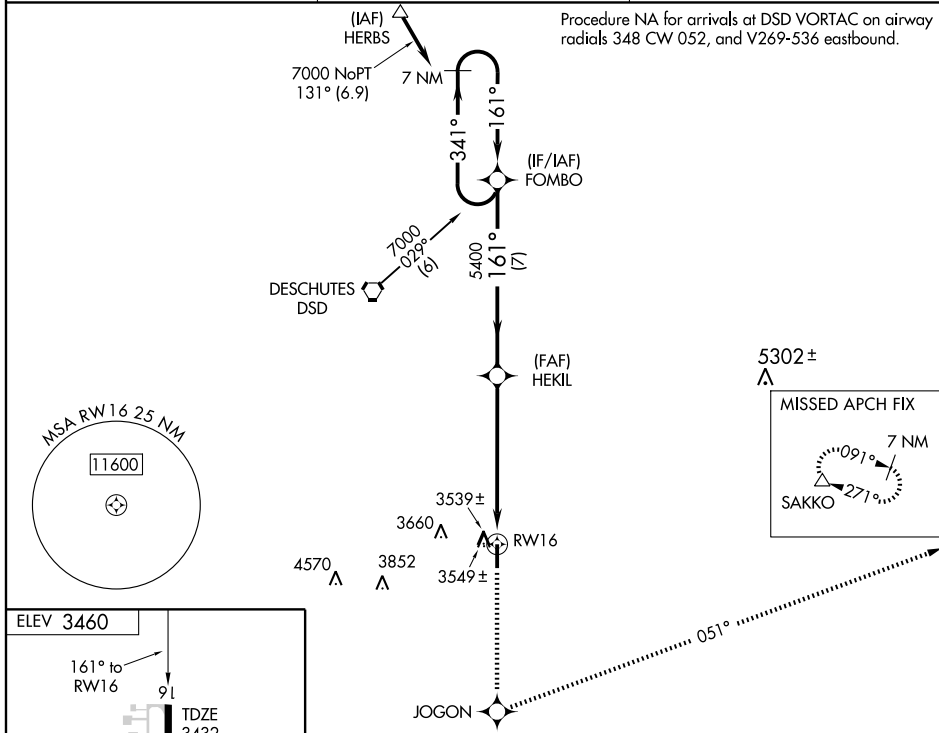 (IAF)
HERBS
Procedure NA for arrivals at DSD VORTAC on airway
radials 348 CW 052, and V269-536 eastbound.
7000 NoPT
131° (6.9)
7 NM
341°
161°
(IF/IAF)
FOMBO
7000
029°
(6)
5400
161°
(7)
DESCHUTES
DSD
(FAF)
HEKIL
5302 ±
MISSED APCH FIX
7 NM
091°
271°
SAKKO
MSA RW16 25 NM
11600
3539 ±
3660
RW16
4570
3852
3549 ±
051°
JOGON
ELEV 3460
161° to
RW16
16
TDZE
3432